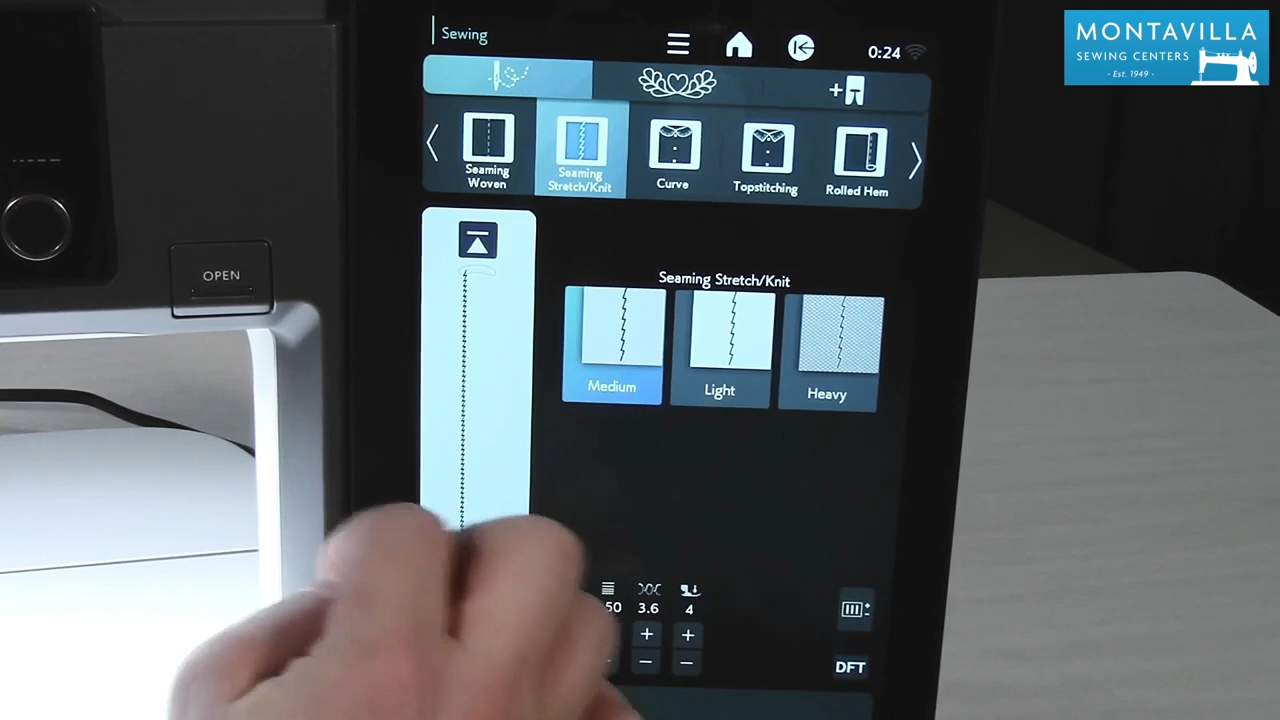 MONTAVILLA
SEWING CENTERS
- Est. 1949 -
Sewing
0:24
Seaming Woven
Seaming Stretch/Knit
Curve
Topstitching
Rolled Hem
OPEN
Seaming Stretch/Knit
Medium
Light
Heavy
50 3.6 4
+ +
− −
DFT